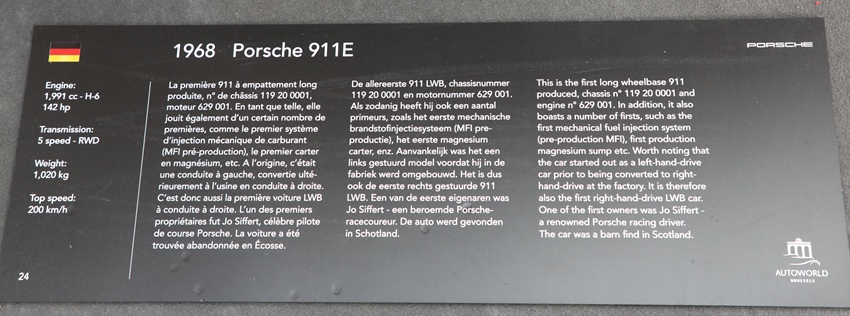 1968 Porsche 911E
PORSCHE
Engine:
1,991 cc - H-6
142 hp
Transmission:
5 speed - RWD
Weight:
1,020 kg
Top speed:
200 km/h
La première 911 à empattement long
produite, n° de châsis 119 20 0001,
moteur 629 001. En tant que telle, elle
jouit également d'un certain nombre de
premières, comme le premier système
d'injection mécanique de carburant
(MFI pré-production), le premier carter
en magnésium, etc. A l'origine, c'était
une conduite à gauche, convertie ulté-
rieurement à l'usine en conduite à droite.
C'est donc aussi la première voiture LWB
à conduite à droite. L'un des premiers
propriétaires fut Jo Siffert, célèbre pilote
de course Porsche. La voiture a été
trouvée abandonnée en Écosse.
De allereerste 911 LWB, chassisnummer
119 20 0001 en motornummer 629 001.
Als zodanig heeft hij ook een aantal
primeurs, zoals het eerste mechanische
brandstofinjectiesysteem (MFI pre-
productie), het eerste magnesium
carter, enz. Aanvankelijk was het een
links gestuurd model voordat hij in de
fabriek werd omgebouwd. Het is dus
ook de eerste rechts gestuurde 911
LWB. Een van de eerste eigenaren was
Jo Siffert - een beroemde Porsche-
racecoureur. De auto werd gevonden
in Schotland.
This is the first long wheelbase 911
produced, chassis n° 119 20 0001 and
engine n° 629 001. In addition, it also
boasts a number of firsts, such as the
first mechanical fuel injection system
(pre-production MFI), first production
magnesium sump etc. Worth noting that
the car started out as a left-hand-drive
car prior to being converted to right-
hand-drive at the factory. It is therefore
also the first right-hand-drive LWB car.
One of the first owners was Jo Siffert -
a renowned Porsche racing driver.
The car was a barn find in Scotland.
24
AUTOWORLD
BRUSSELS